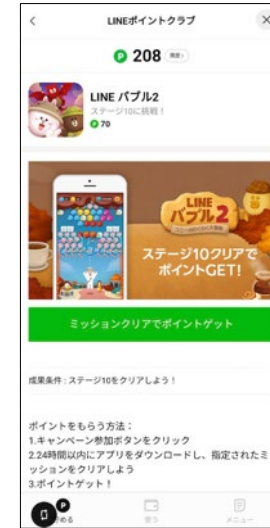 LINEポイントクラブ
P 208
LINE バブル2
ステージ10に挑戦！
P 70
LINE
バブル2
ステージ10クリアで
ポイントGET!
ミッションクリアでポイントゲット
成果条件 : ステージ10をクリアしよう！
ポイントをもらう方法：
1.キャンペーン参加ボタンをクリック
2.24時間以内にアプリをダウンロードし、指定されたミ
ッションをクリアしよう
3.ポイントゲット！
使う
メニュー